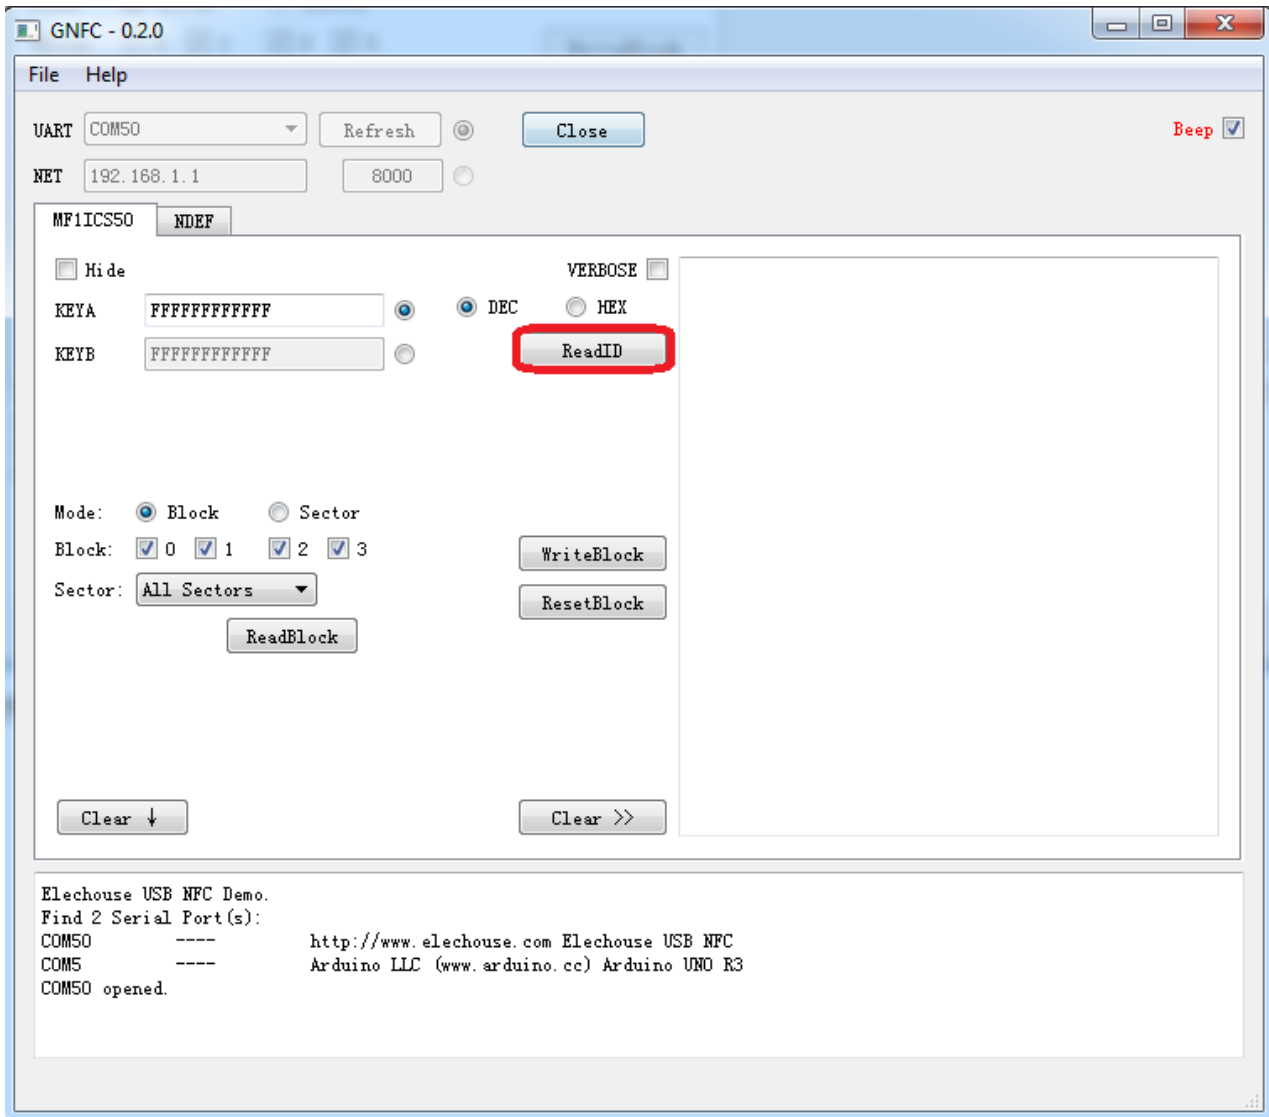 GNFC - 0.2.0
File Help
UART COM50 Refresh Close Beep
NET 192.168.1.1 8000
MF1ICS50 NDEF
Hide VERBOSE
KEYA FFFFFFFFFFFF DEC HEX
KEYB FFFFFFFFFFFF ReadID
Mode: Block Sector
Block: 0 1 2 3 WriteBlock
Sector: All Sectors ResetBlock
ReadBlock
Clear ↓ Clear >>
Elechouse USB NFC Demo.
Find 2 Serial Port(s):
COM50 ---- http://www.elechouse.com Elechouse USB NFC
COM5 ---- Arduino LLC (www.arduino.cc) Arduino UNO R3
COM50 opened.